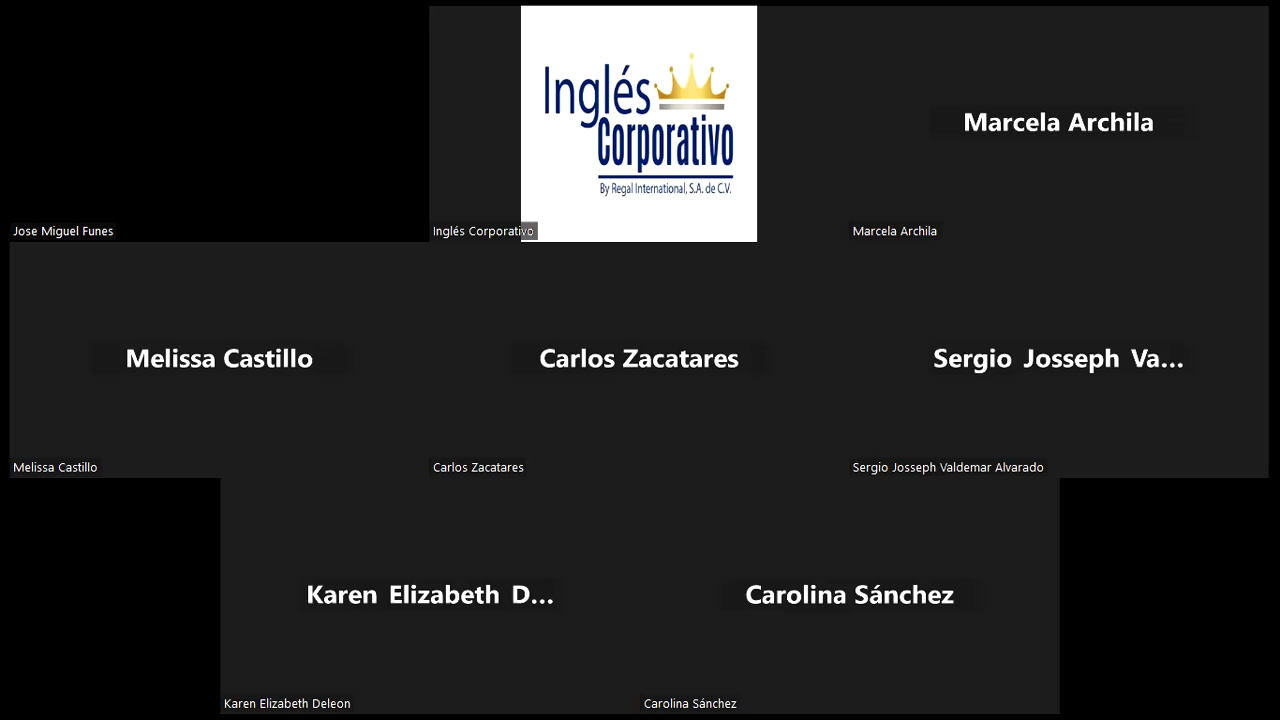 Inglés
Corporativo
By Regal International, S.A. de C.V.
Marcela Archila
Jose Miguel Funes
Inglés Corporativo
Marcela Archila
Melissa Castillo
Carlos Zacatares
Sergio Josseph Va...
Melissa Castillo
Carlos Zacatares
Sergio Josseph Valdemar Alvarado
Karen Elizabeth D...
Carolina Sánchez
Karen Elizabeth Deleon
Carolina Sánchez